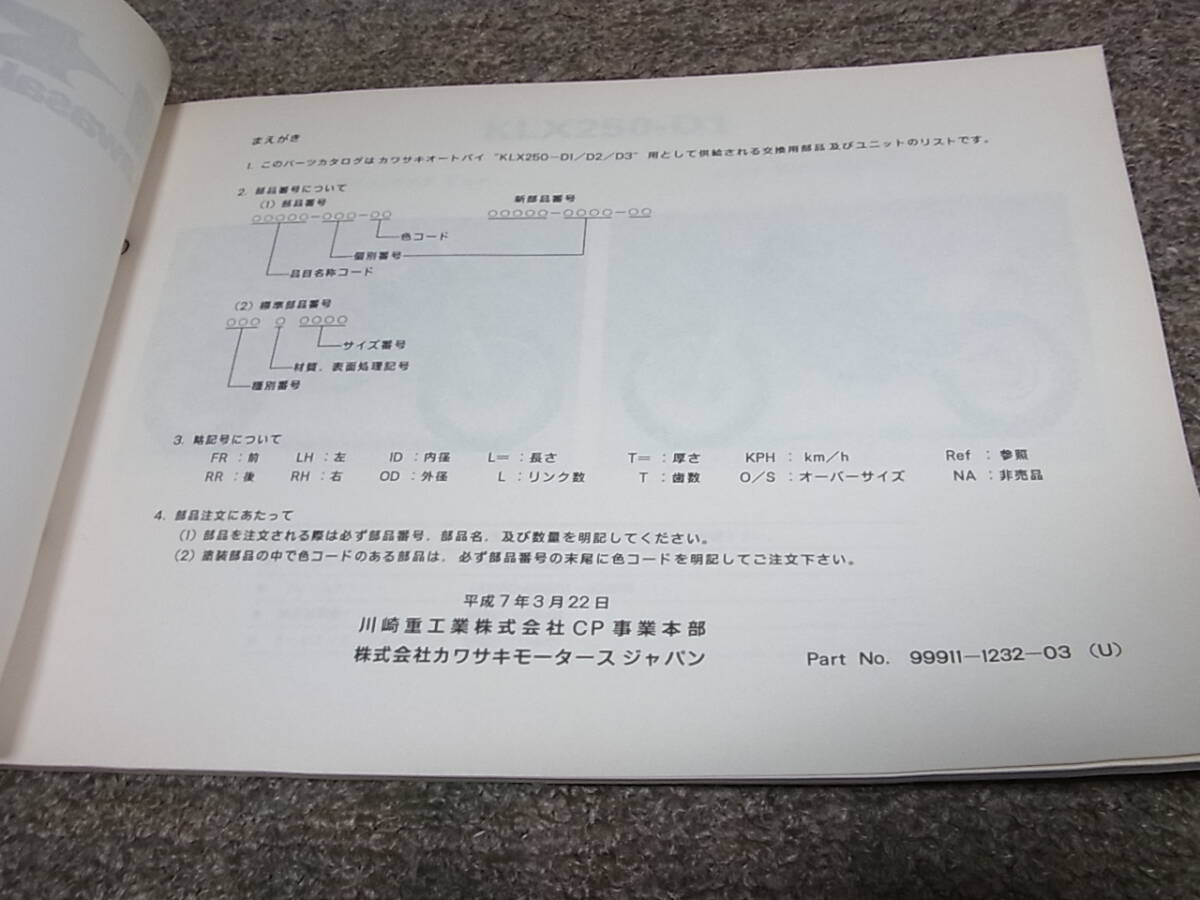 まえがき
1. このパーツカタログはカワサキオートバイ "KLX250-D1/D2/D3" 用として供給される交換用部品及びユニットのリストです。
2. 部品番号について
(1) 部品番号 新部品番号
○○○○○-○○○-○○ ○○○○○-○○○○-○○
色コード
個別番号
品目名称コード
(2) 標準部品番号
○○○ ○ ○○○○
サイズ番号
材質、表面処理記号
種別番号
3. 略記号について
FR : 前 LH : 左 ID : 内径 L= : 長さ T= : 厚さ KPH : km/h Ref : 参照
RR : 後 RH : 右 OD : 外径 L : リンク数 T : 歯数 O/S : オーバーサイズ NA : 非売品
4. 部品注文にあたって
(1) 部品を注文される際は必ず部品番号、部品名、及び数量を明記してください。
(2) 塗装部品の中で色コードのある部品は、必ず部品番号の末尾に色コードを明記してご注文下さい。
平成7年3月22日
川崎重工業株式会社CP事業本部
株式会社カワサキモータース ジャパン
Part No. 99911-1232-03 (U)
KLX250-D1